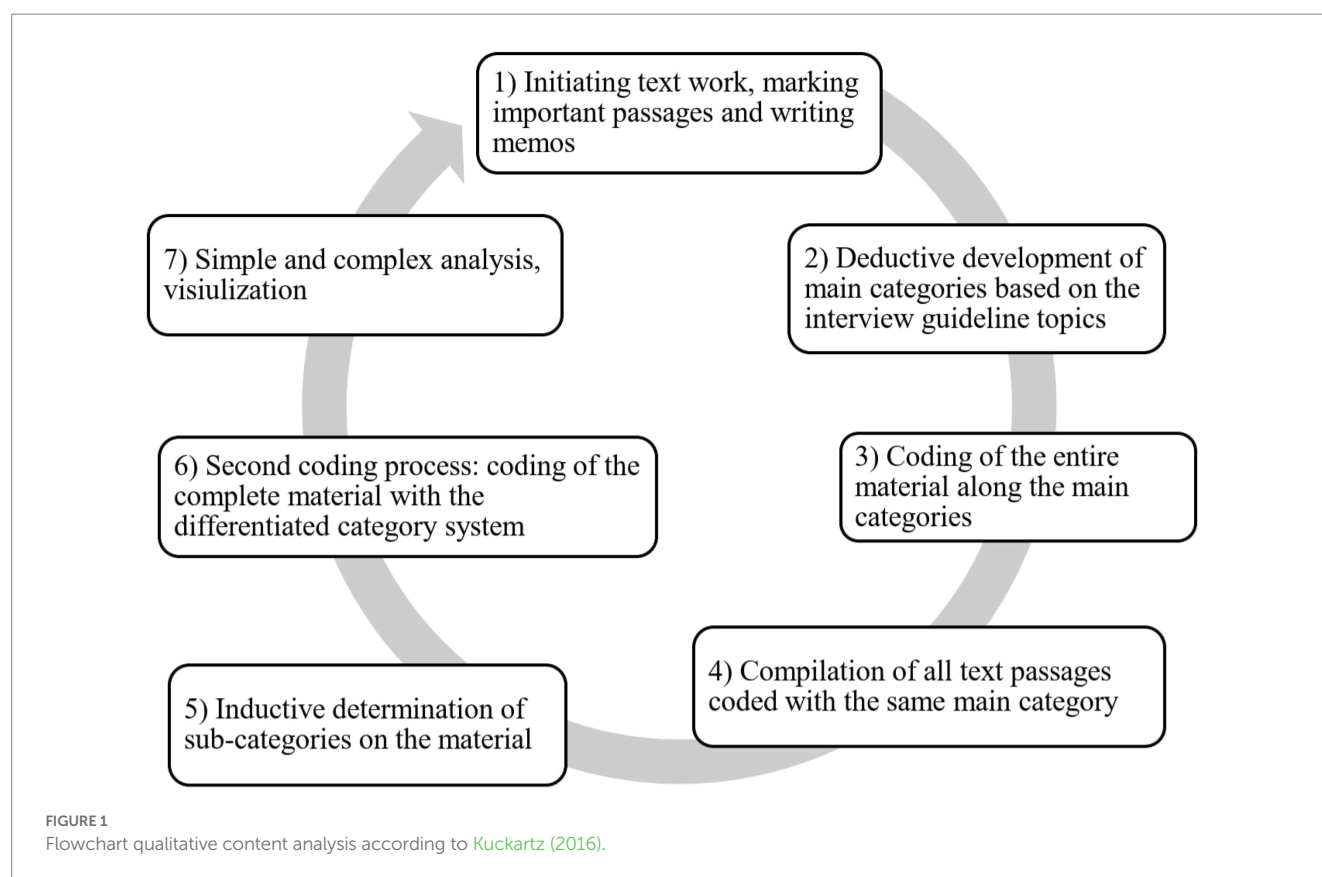 1) Initiating text work, marking
important passages and writing
memos
2) Deductive development of
main categories based on the
interview guideline topics
3) Coding of the entire
material along the main
categories
4) Compilation of all text passages
coded with the same main category
5) Inductive determination of
sub-categories on the material
6) Second coding process: coding of the
complete material with the
differentiated category system
7) Simple and complex analysis,
visiulization
FIGURE 1
Flowchart qualitative content analysis according to Kuckartz (2016).